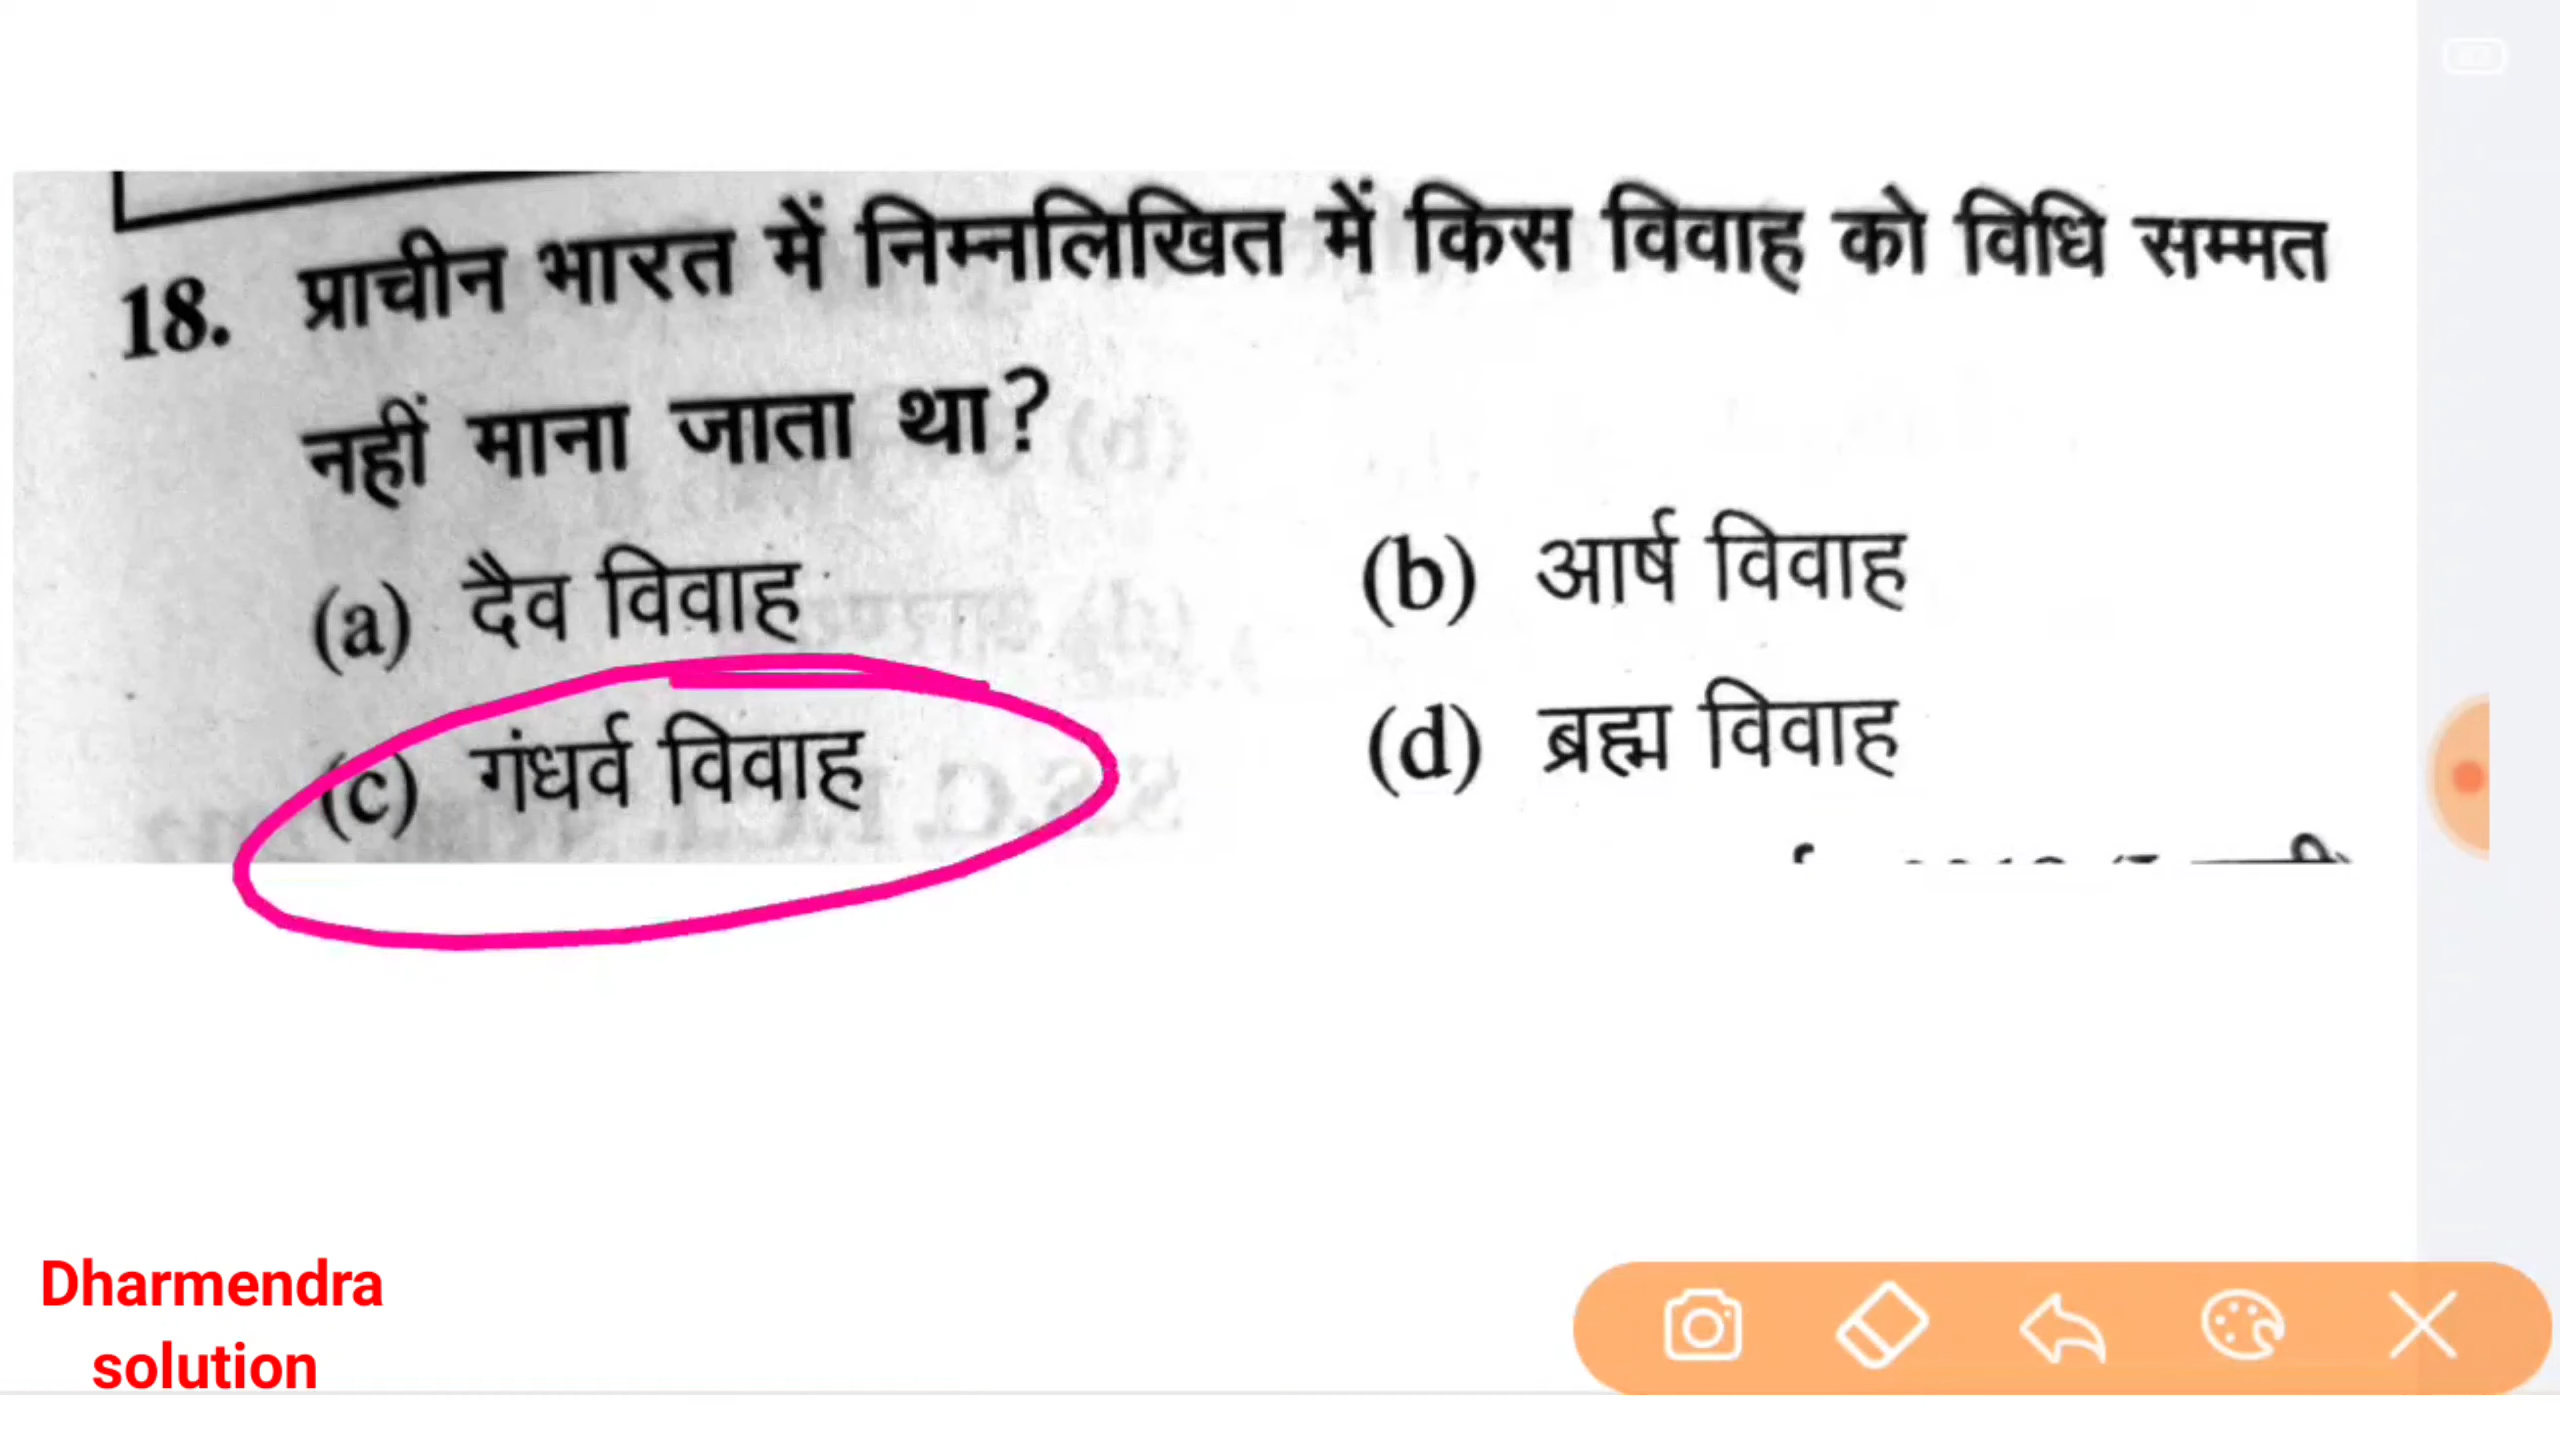 18. प्राचीन भारत में निम्नलिखित में किस विवाह को विधि सम्मत
नहीं माना जाता था?
(a) दैव विवाह
(b) आर्ष विवाह
(c) गंधर्व विवाह
(d) ब्रह्म विवाह
Dharmendra
solution